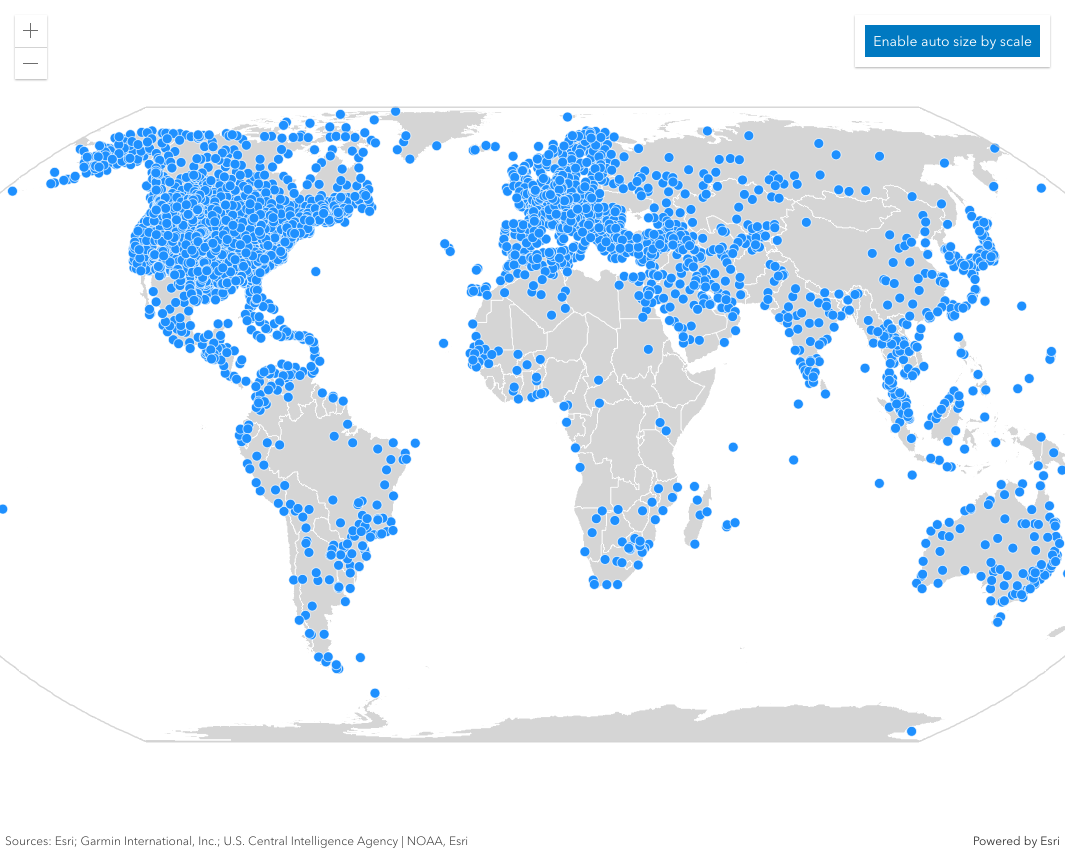 Enable auto size by scale
Sources: Esri; Garmin International, Inc.; U.S. Central Intelligence Agency | NOAA, Esri
Powered by Esri